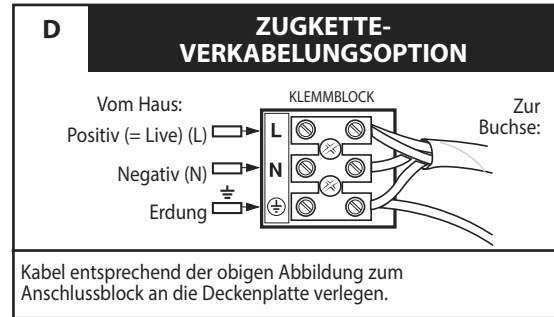 D
ZUGKETTE-
VERKABELUNGSOPTION
KLEMMBLOCK
Vom Haus:
Positiv (= Live) (L)
Negativ (N)
Erdung
L
N
Zur
Buchse:
Kabel entsprechend der obigen Abbildung zum
Anschlussblock an die Deckenplatte verlegen.